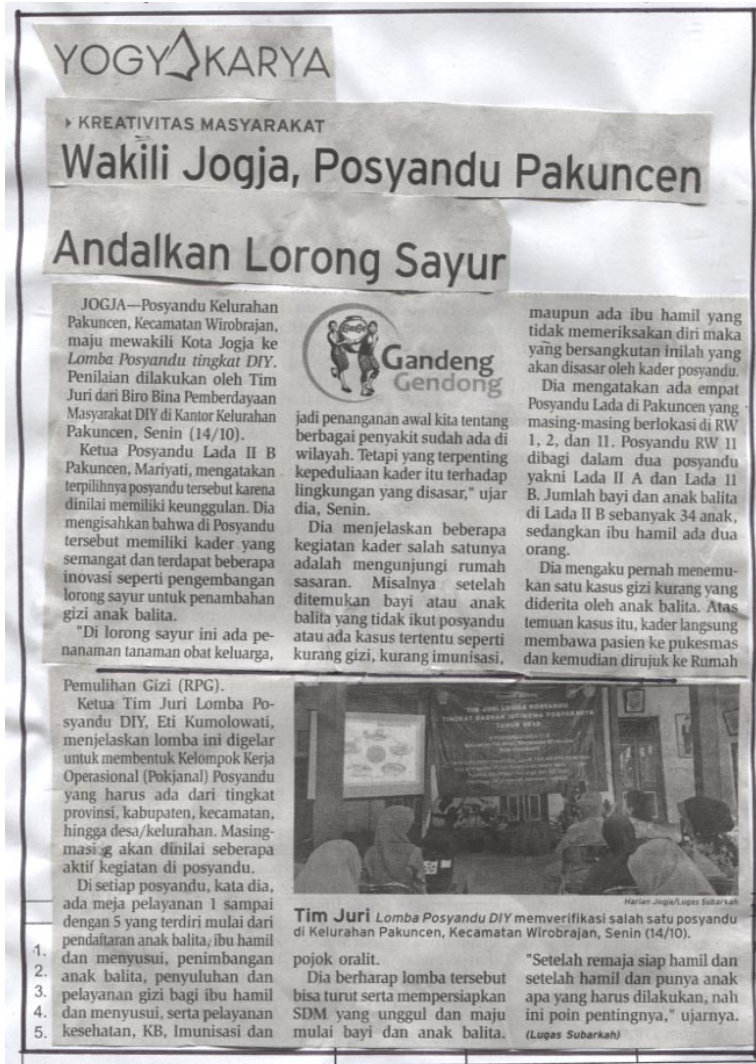 YOGYAKARYA
KREATIVITAS MASYARAKAT
Wakili Jogja, Posyandu Pakuncen
Andalkan Lorong Sayur
JOGJA—Posyandu Kelurahan
Pakuncen, Kecamatan Wirobrajan,
maju mewakili Kota Jogja ke
Lomba Posyandu tingkat DIY.
Penilaian dilakukan oleh Tim
Juri dari Biro Bina Pemberdayaan
Masyarakat DIY di Kantor Kelurahan
Pakuncen, Senin (14/10).
Ketua Posyandu Lada II B
Pakuncen, Mariyati, mengatakan
terpilihnya posyandu tersebut karena
dinilai memiliki keunggulan. Dia
mengisahkan bahwa di Posyandu
tersebut memiliki kader yang
semangat dan terdapat beberapa
inovasi seperti pengembangan
lorong sayur untuk penambahan
gizi anak balita.
"Di lorong sayur ini ada pe-
nanaman tanaman obat keluarga,
Gandeng
Gendong
jadi penanganan awal kita tentang
berbagai penyakit sudah ada di
wilayah. Tetapi yang terpenting
kepeduliaan kader itu terhadap
lingkungan yang disasar," ujar
dia, Senin.
Dia menjelaskan beberapa
kegiatan kader salah satunya
adalah mengunjungi rumah
sasaran. Misalnya setelah
ditemukan bayi atau anak
balita yang tidak ikut posyandu
atau ada kasus tertentu seperti
kurang gizi, kurang imunisasi,
maupun ada ibu hamil yang
tidak memeriksakan diri maka
yang bersangkutan inilah yang
akan disasar oleh kader posyandu.
Dia mengatakan ada empat
Posyandu Lada di Pakuncen yang
masing-masing berlokasi di RW
1, 2, dan 11. Posyandu RW 11
dibagi dalam dua posyandu
yakni Lada II A dan Lada 11
B. Jumlah bayi dan anak balita
di Lada II B sebanyak 34 anak,
sedangkan ibu hamil ada dua
orang.
Dia mengaku pernah menemu-
kan satu kasus gizi kurang yang
diderita oleh anak balita. Atas
temuan kasus itu, kader langsung
membawa pasien ke pukesmas
dan kemudian dirujuk ke Rumah
Pemulihan Gizi (RPG).
Ketua Tim Juri Lomba Po-
syandu DIY, Eti Kumolowati,
menjelaskan lomba ini digelar
untuk membentuk Kelompok Kerja
Operasional (Pokjanal) Posyandu
yang harus ada dari tingkat
provinsi, kabupaten, kecamatan,
hingga desa/kelurahan. Masing-
masing akan dinilai seberapa
aktif kegiatan di posyandu.
Di setiap posyandu, kata dia,
ada meja pelayanan 1 sampai
dengan 5 yang terdiri mulai dari
pendaftaran anak balita, ibu hamil
dan menyusui, penimbangan
anak balita, penyuluhan dan
pelayanan gizi bagi ibu hamil
dan menyusui, serta pelayanan
kesehatan, KB, Imunisasi dan
TIM JURI LOMBA POSYANDU
TINGKAT DAERAH ISTIMEWA YOGYAKARTA
Harian Jogja/Lugas Subarkah
Tim Juri Lomba Posyandu DIY memverifikasi salah satu posyandu
di Kelurahan Pakuncen, Kecamatan Wirobrajan, Senin (14/10).
pojok oralit.
Dia berharap lomba tersebut
bisa turut serta mempersiapkan
SDM yang unggul dan maju
mulai bayi dan anak balita.
"Setelah remaja siap hamil dan
setelah hamil dan punya anak
apa yang harus dilakukan, nah
ini poin pentingnya," ujarnya.
(Lugas Subarkah)
1.
2.
3.
4.
5.